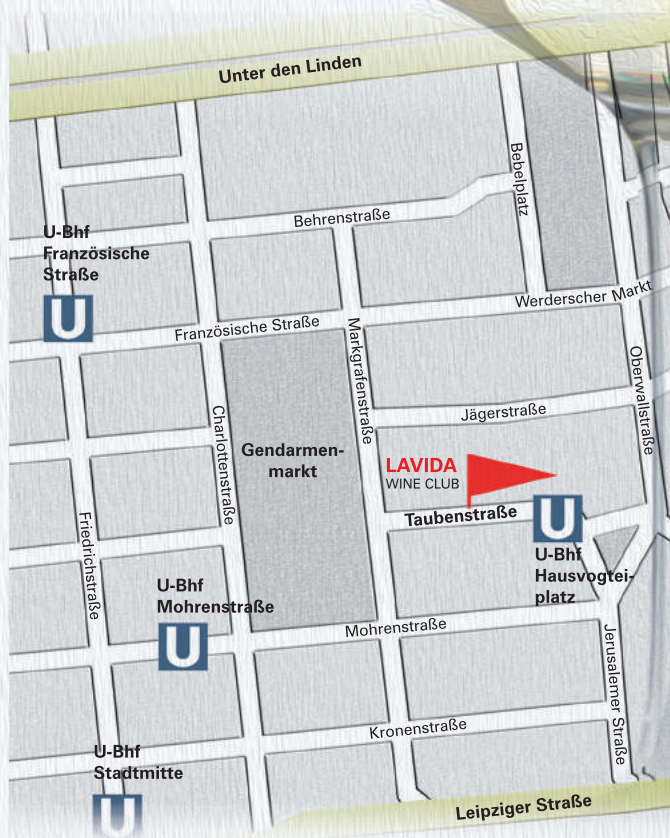 Unter den Linden
Bebelplatz
Behrenstraße
U-Bhf
Französische
Straße
U
Werderscher Markt
Französische Straße
Markgrafenstraße
Oberwallstraße
Charlottenstraße
Jägerstraße
Gendarmen-
markt
LAVIDA
WINE CLUB
Taubenstraße
U
Friedrichstraße
U-Bhf
Hausvogtei-
platz
U-Bhf
Mohrenstraße
U
Mohrenstraße
Jerusalemer Straße
Kronenstraße
U-Bhf
Stadtmitte
U
Leipziger Straße